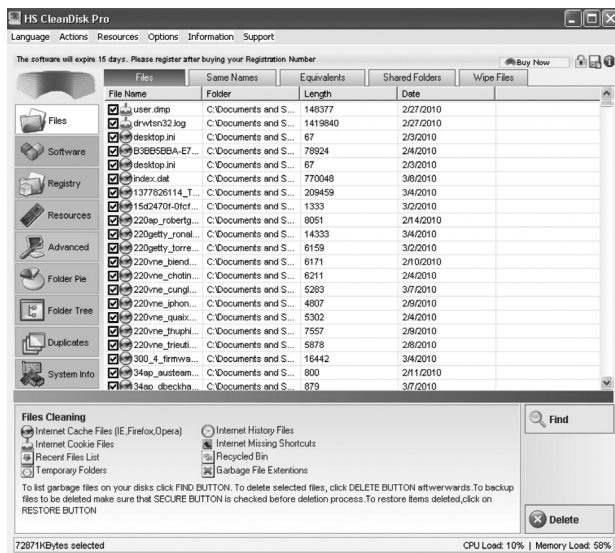 HS CleanDisk Pro
Language Actions Resources Options Information Support
The software will expire 15 days. Please register after buying your Registration Number
Buy Now
Files Same Names Equivalents Shared Folders Wipe Files
File Name Folder Length Date
user.dmp C:\Documents and S... 148377 2/27/2010
drwtsn32.log C:\Documents and S... 1419840 2/27/2010
desktop.ini C:\Documents and S... 67 2/3/2010
B3BB5BBA-E7... C:\Documents and S... 78924 2/4/2010
desktop.ini C:\Documents and S... 67 2/3/2010
index.dat C:\Documents and S... 770048 3/6/2010
1377826114_T... C:\Documents and S... 209459 3/4/2010
15d2470f-0fcf... C:\Documents and S... 1333 3/2/2010
220ap_robertg... C:\Documents and S... 8051 2/14/2010
220getty_ronal... C:\Documents and S... 14333 3/4/2010
220getty_torre... C:\Documents and S... 6159 3/2/2010
220vne_biend... C:\Documents and S... 6171 2/10/2010
220vne_chotin... C:\Documents and S... 6211 2/4/2010
220vne_cungl... C:\Documents and S... 5283 3/7/2010
220vne_iphon... C:\Documents and S... 4807 2/9/2010
220vne_quaix... C:\Documents and S... 5302 2/4/2010
220vne_thuphi... C:\Documents and S... 7557 2/9/2010
220vne_trieuti... C:\Documents and S... 5878 2/8/2010
300_4_firmwa... C:\Documents and S... 16442 3/4/2010
34ap_austeam... C:\Documents and S... 800 2/11/2010
34ap_dbeckha... C:\Documents and S... 879 3/7/2010
Files
Software
Registry
Resources
Advanced
Folder Pie
Folder Tree
Duplicates
System Info
Files Cleaning
Internet Cache Files (IE,Firefox,Opera) Internet History Files
Internet Cookie Files Internet Missing Shortcuts
Recent Files List Recycled Bin
Temporary Folders Garbage File Extentions
To list garbage files on your disks click FIND BUTTON. To delete selected files, click DELETE BUTTON aftwerwards.To backup
files to be deleted make sure that SECURE BUTTON is checked before deletion process.To restore items deleted,click on
RESTORE BUTTON
Find
Delete
72871KBytes selected CPU Load: 10% | Memory Load: 58%